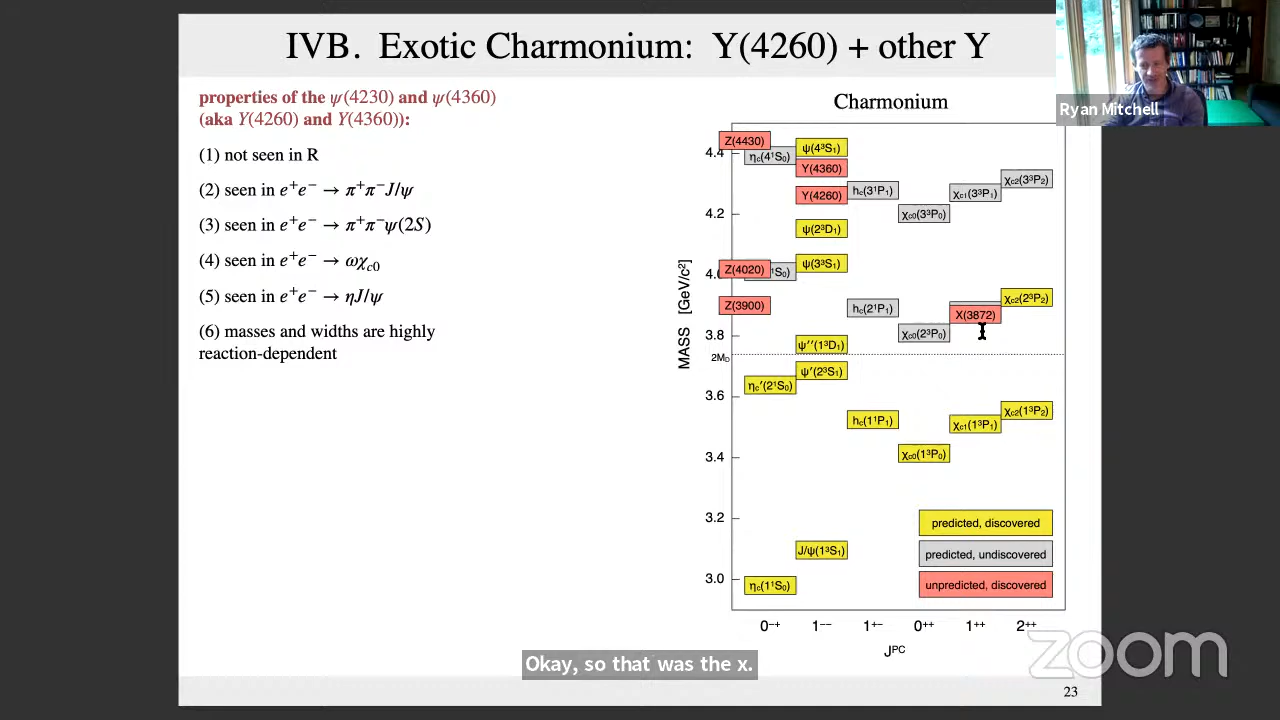 IVB. Exotic Charmonium: Y(4260) + other Y
properties of the ψ(4230) and ψ(4360)
(aka Y(4260) and Y(4360)):
(1) not seen in R
(2) seen in e⁺e⁻ → π⁺π⁻J/ψ
(3) seen in e⁺e⁻ → π⁺π⁻ψ(2S)
(4) seen in e⁺e⁻ → ωχc0
(5) seen in e⁺e⁻ → ηJ/ψ
(6) masses and widths are highly
reaction-dependent
Ryan Mitchell
Charmonium
MASS [GeV/c²]
4.4
4.2
4.0
3.8
2MD
3.6
3.4
3.2
3.0
Z(4430)
ηc(4¹S0)
ψ(4³S1)
Y(4360)
Y(4260)
hc(3¹P1)
χc0(3³P0)
χc1(3³P1)
χc2(3³P2)
ψ(2³D1)
Z(4020)
¹S0)
ψ(3³S1)
Z(3900)
hc(2¹P1)
χc0(2³P0)
X(3872)
χc2(2³P2)
ψ′′(1³D1)
ηc′(2¹S0)
ψ′(2³S1)
hc(1¹P1)
χc0(1³P0)
χc1(1³P1)
χc2(1³P2)
J/ψ(1³S1)
ηc(1¹S0)
predicted, discovered
predicted, undiscovered
unpredicted, discovered
0⁻⁺ 1⁻⁻ 1⁺⁻ 0⁺⁺ 1⁺⁺ 2⁺⁺
Jᴾᶜ
Okay, so that was the x.
zoom
23